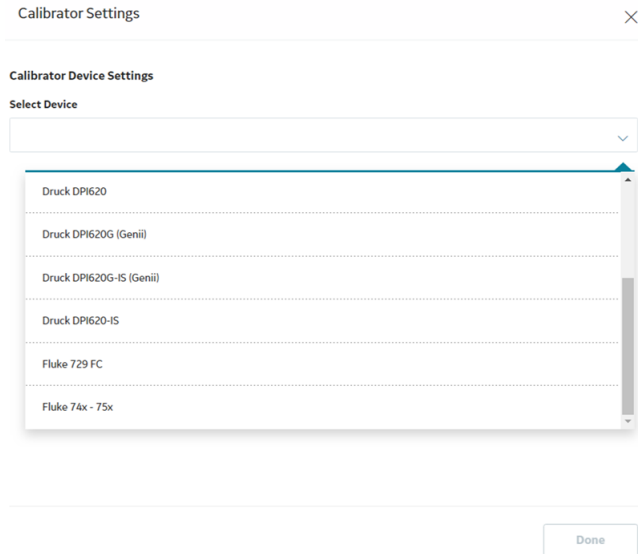 Calibrator Settings
Calibrator Device Settings
Select Device
Druck DPI620
Druck DPI620G (Genii)
Druck DPI620G-IS (Genii)
Druck DPI620-IS
Fluke 729 FC
Fluke 74x - 75x
Done